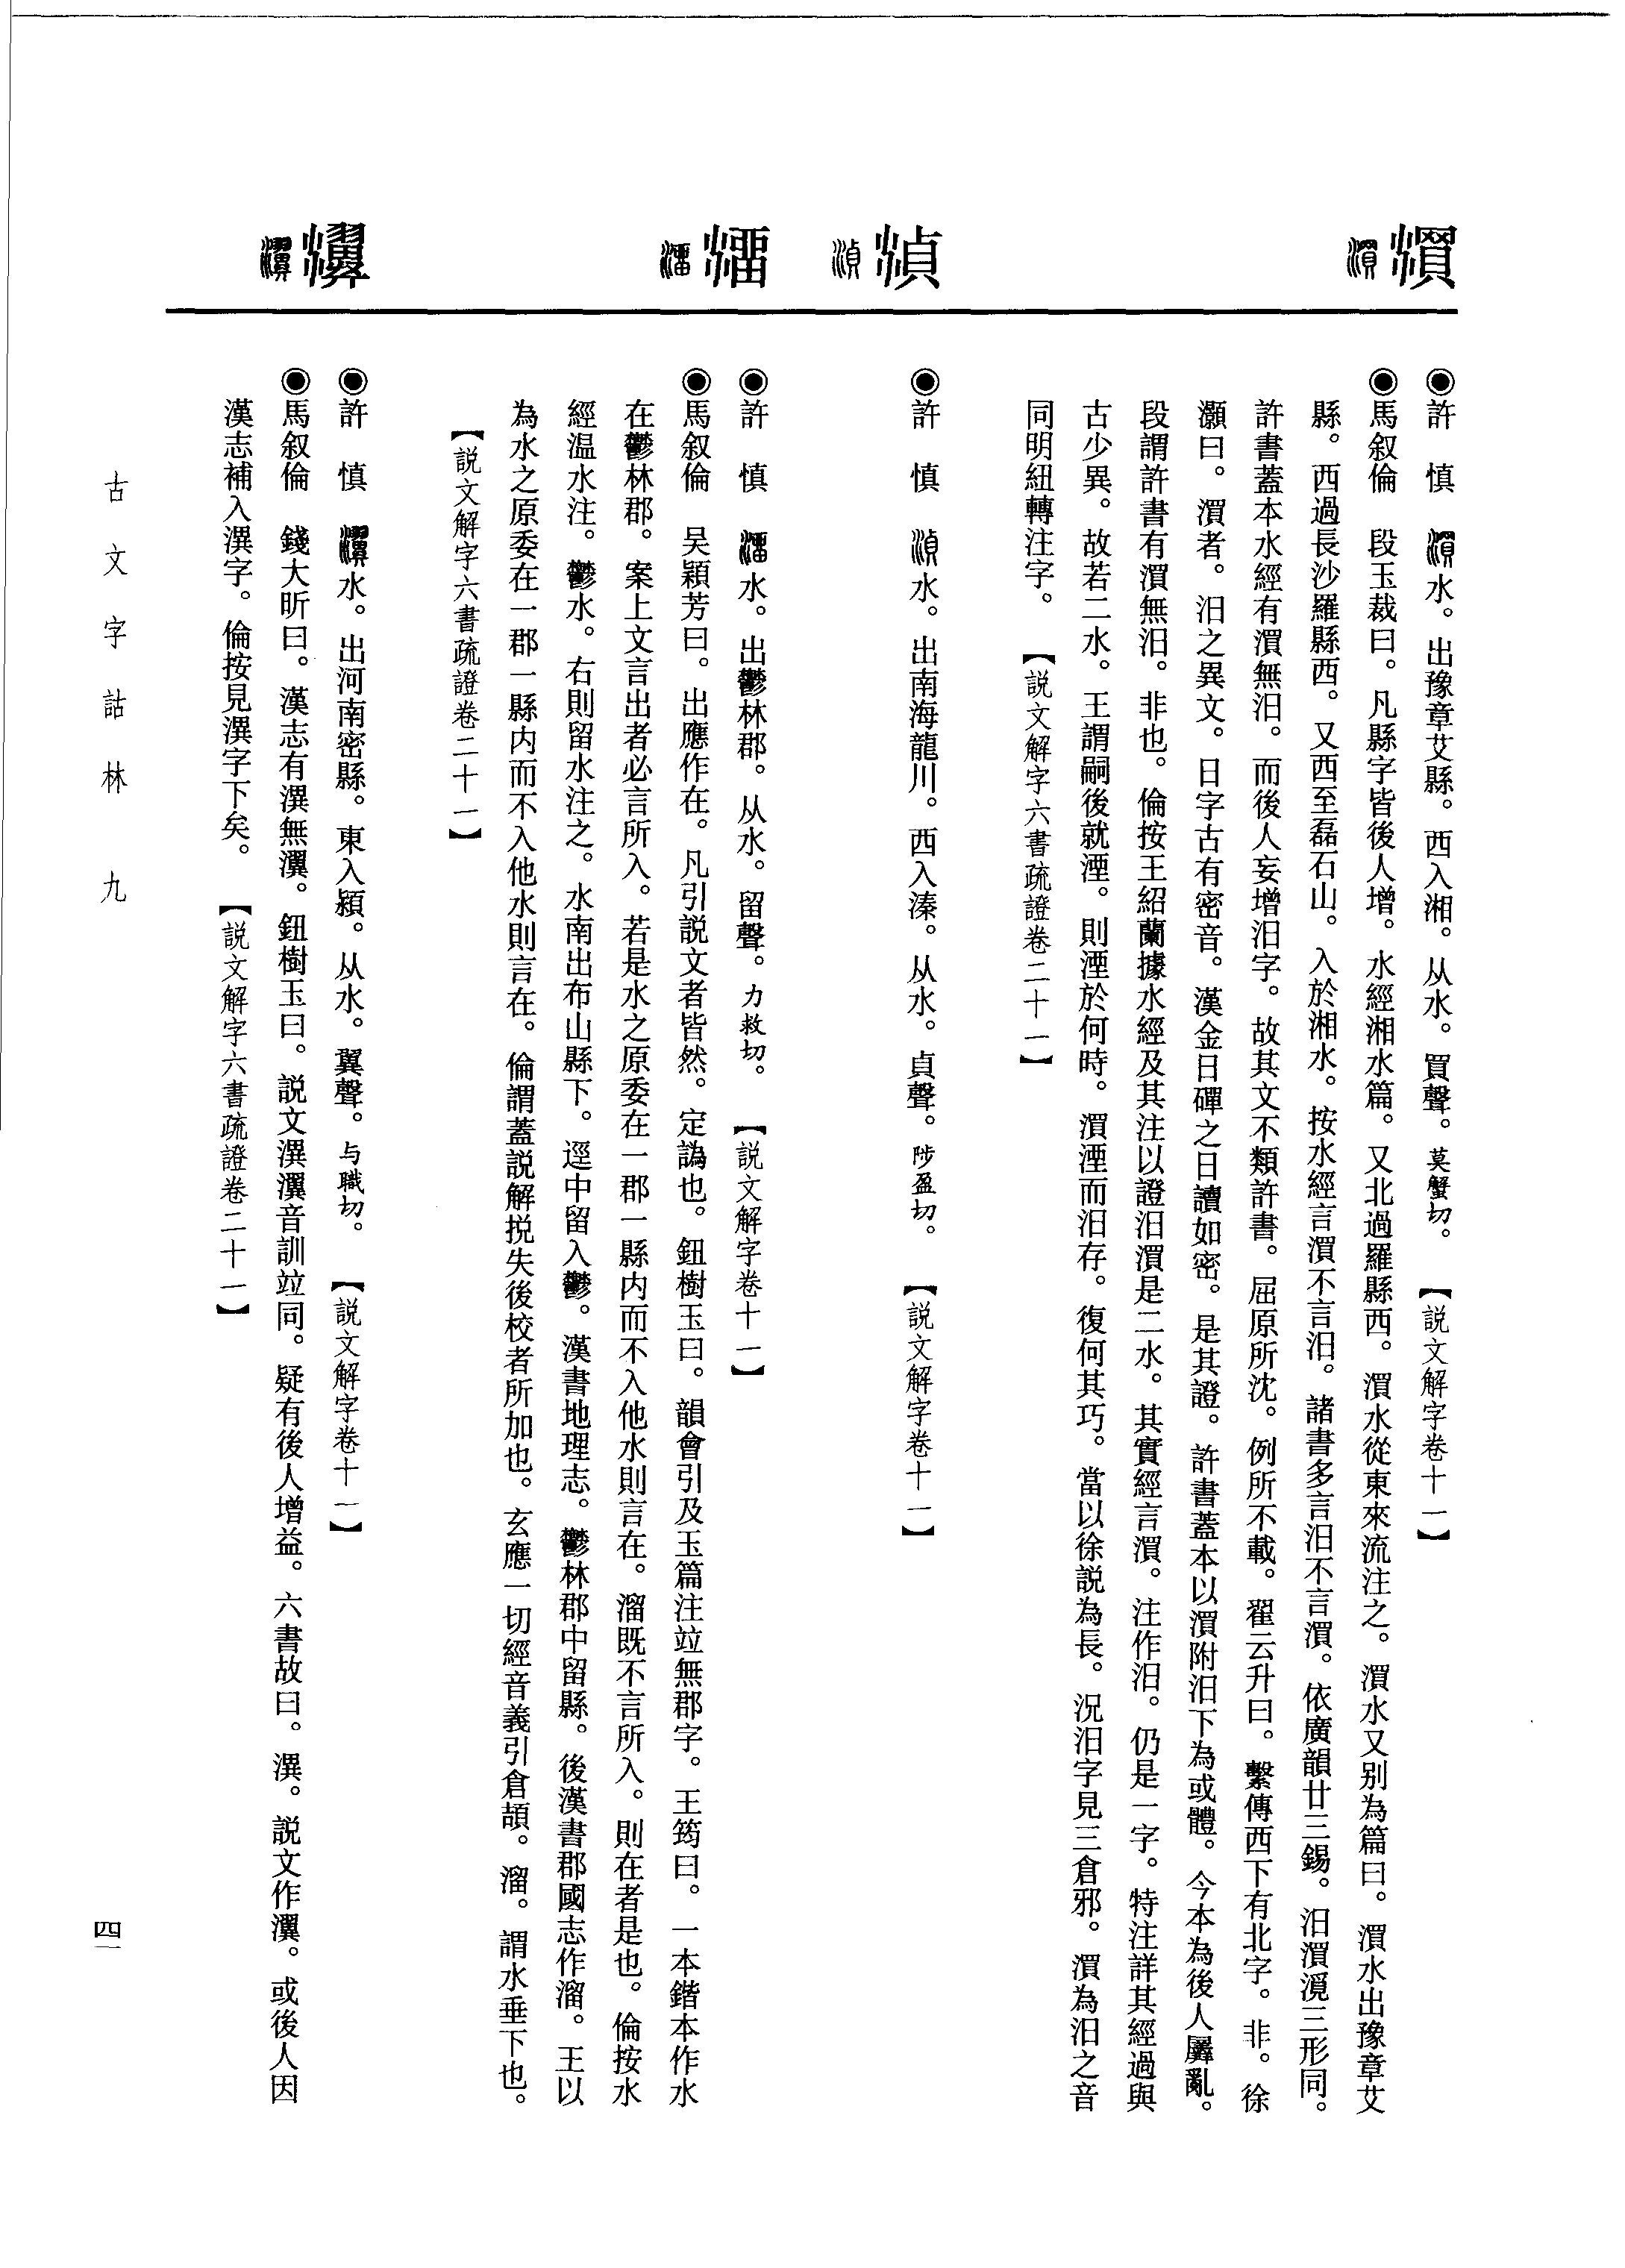 潣 湞 澑 瀷
◉許　慎　潣水。出豫章艾縣。西入湘。从水。買聲。莫蟹切。　【説文解字卷十一】
◉馬叙倫　段玉裁曰。凡縣字皆後人增。水經湘水篇。又北過羅縣西。㵋水從東來流注之。㵋水又别為篇曰。㵋水出豫章艾
縣。西過長沙羅縣西。又西至磊石山。入於湘水。按水經言㵋不言汨。諸書多言汨不言㵋。依廣韻廿三錫。汨㵋漞三形同。
許書蓋本水經有㵋無汨。而後人妄增汨字。故其文不類許書。屈原所沈。例所不載。翟云升曰。繫傳西下有北字。非。徐
灝曰。㵋者。汨之異文。日字古有密音。漢金日磾之日讀如密。是其證。許書蓋本以㵋附汨下為或體。今本為後人羼亂。
段謂許書有㵋無汨。非也。倫按王紹蘭據水經及其注以證汨㵋是二水。其實經言㵋。注作汨。仍是一字。特注詳其經過與
古少異。故若二水。王謂嗣後就湮。則湮於何時。㵋湮而汨存。復何其巧。當以徐説為長。況汨字見三倉邪。㵋為汨之音
同明紐轉注字。　【説文解字六書疏證卷二十一】
◉許　慎　湞水。出南海龍川。西入溱。从水。貞聲。陟盈切。　【説文解字卷十一】
◉許　慎　澑水。出鬱林郡。从水。留聲。力救切。　【説文解字卷十一】
◉馬叙倫　吴穎芳曰。出應作在。凡引説文者皆然。定譌也。鈕樹玉曰。韻會引及玉篇注竝無郡字。王筠曰。一本鍇本作水
在鬱林郡。案上文言出者必言所入。若是水之原委在一郡一縣内而不入他水則言在。溜既不言所入。則在者是也。倫按水
經温水注。鬱水。右則留水注之。水南出布山縣下。逕中留入鬱。漢書地理志。鬱林郡中留縣。後漢書郡國志作溜。王以
為水之原委在一郡一縣内而不入他水則言在。倫謂蓋説解挩失後校者所加也。玄應一切經音義引倉頡。溜。謂水垂下也。
【説文解字六書疏證卷二十一】
◉許　慎　瀷水。出河南密縣。東入潁。从水。翼聲。与職切。　【説文解字卷十一】
◉馬叙倫　錢大昕曰。漢志有潩無瀷。鈕樹玉曰。説文潩瀷音訓竝同。疑有後人增益。六書故曰。潩。説文作瀷。或後人因
漢志補入潩字。倫按見潩字下矣。　【説文解字六書疏證卷二十一】
古文字詁林　九
四一